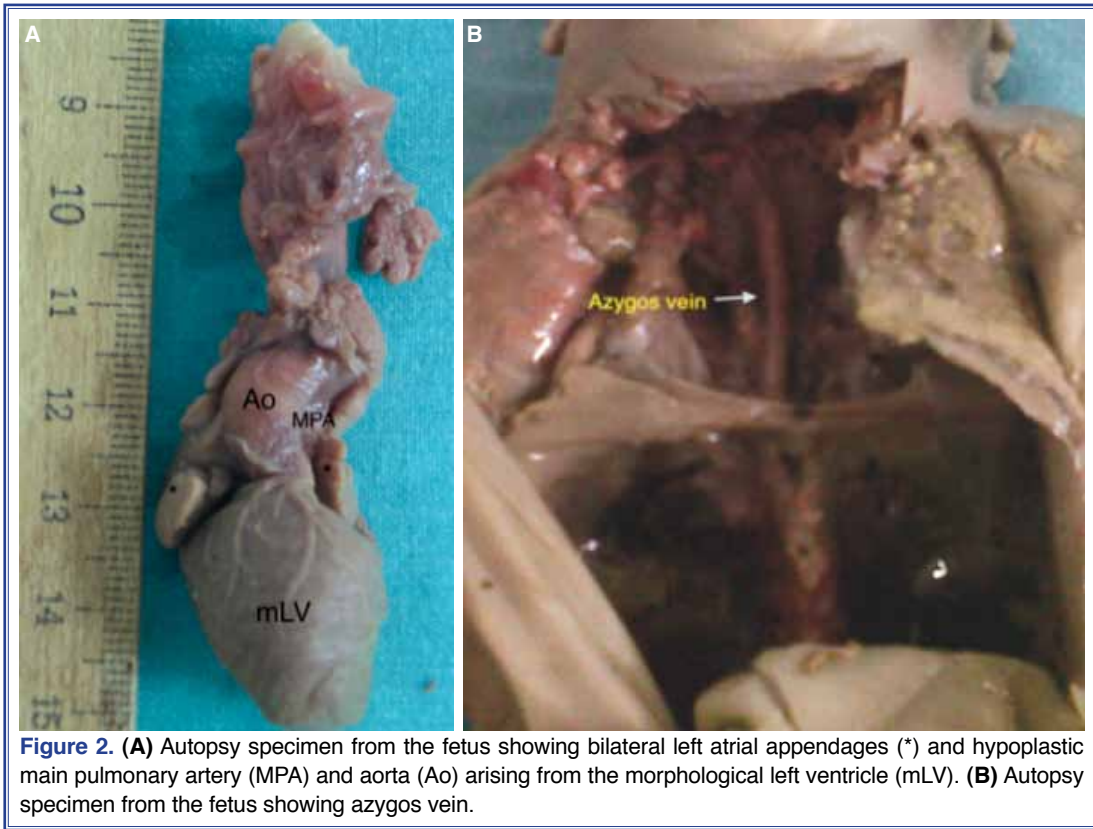 A
B
9
10
11
12
13
14
15
Ao
MPA
*
*
mLV
Azygos vein
Figure 2. (A) Autopsy specimen from the fetus showing bilateral left atrial appendages (*) and hypoplastic
main pulmonary artery (MPA) and aorta (Ao) arising from the morphological left ventricle (mLV). (B) Autopsy
specimen from the fetus showing azygos vein.